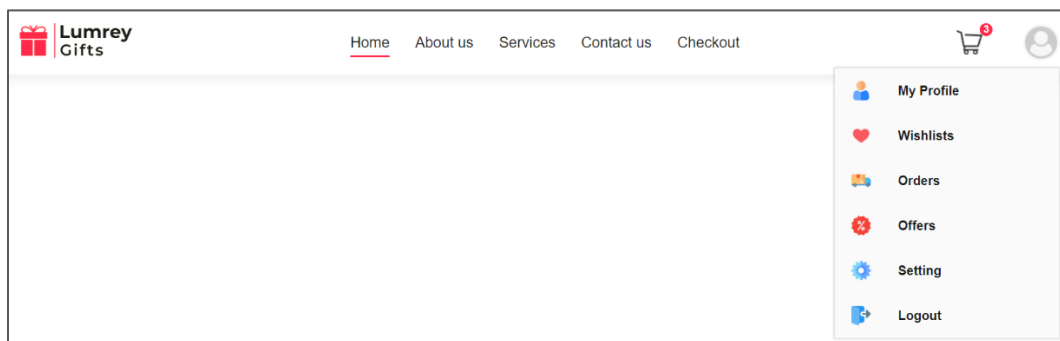 Lumrey
Gifts
Home About us Services Contact us Checkout
3
My Profile
Wishlists
Orders
Offers
Setting
Logout